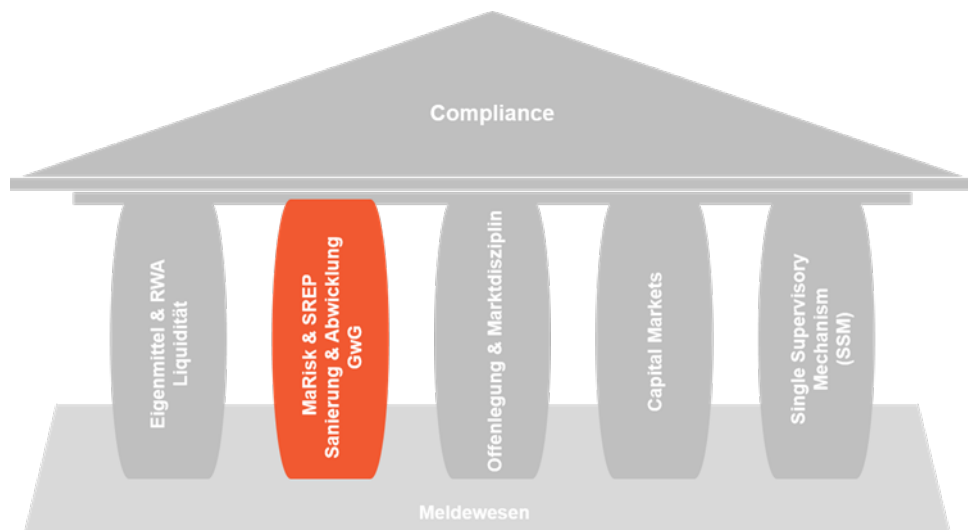 Compliance
Eigenmittel & RWA
Liquidität
MaRisk & SREP
Sanierung & Abwicklung
GwG
Offenlegung & Marktdisziplin
Capital Markets
Single Supervisory
Mechanism
(SSM)
Meldewesen